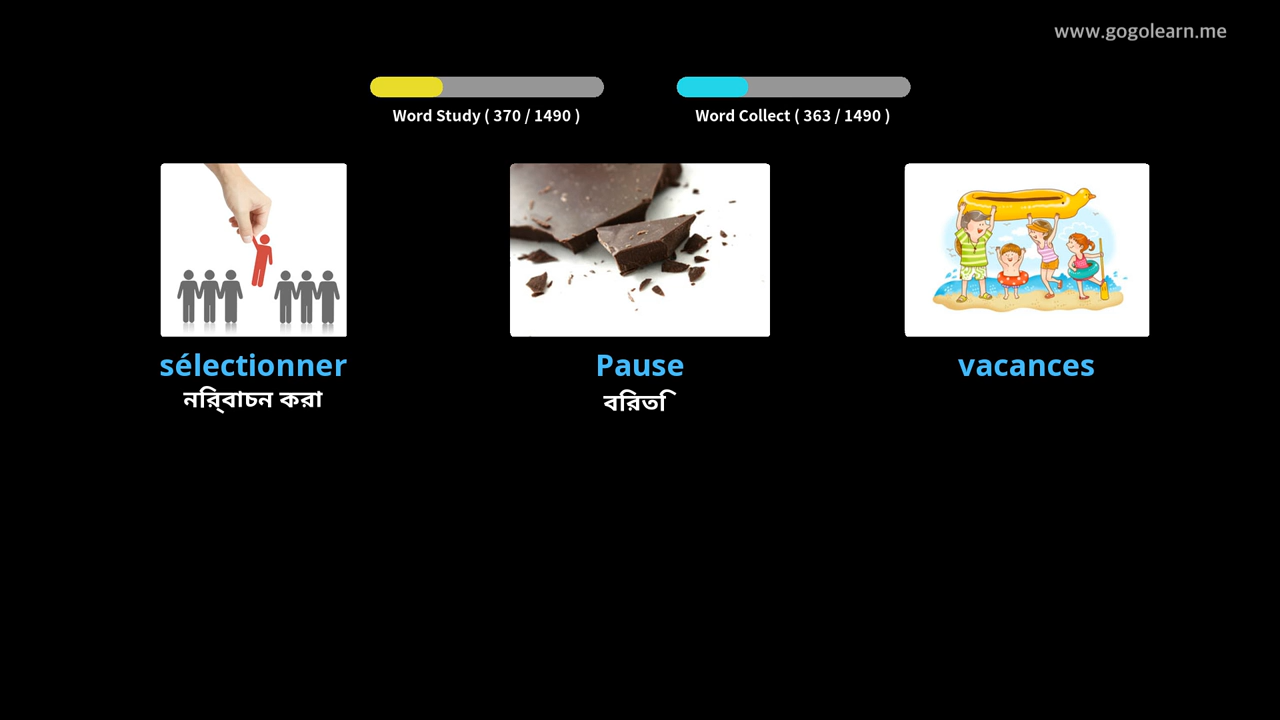 www.gogolearn.me
Word Study ( 370 / 1490 )
Word Collect ( 363 / 1490 )
sélectionner
Pause
vacances
নির্বাচন করা
বিরতি